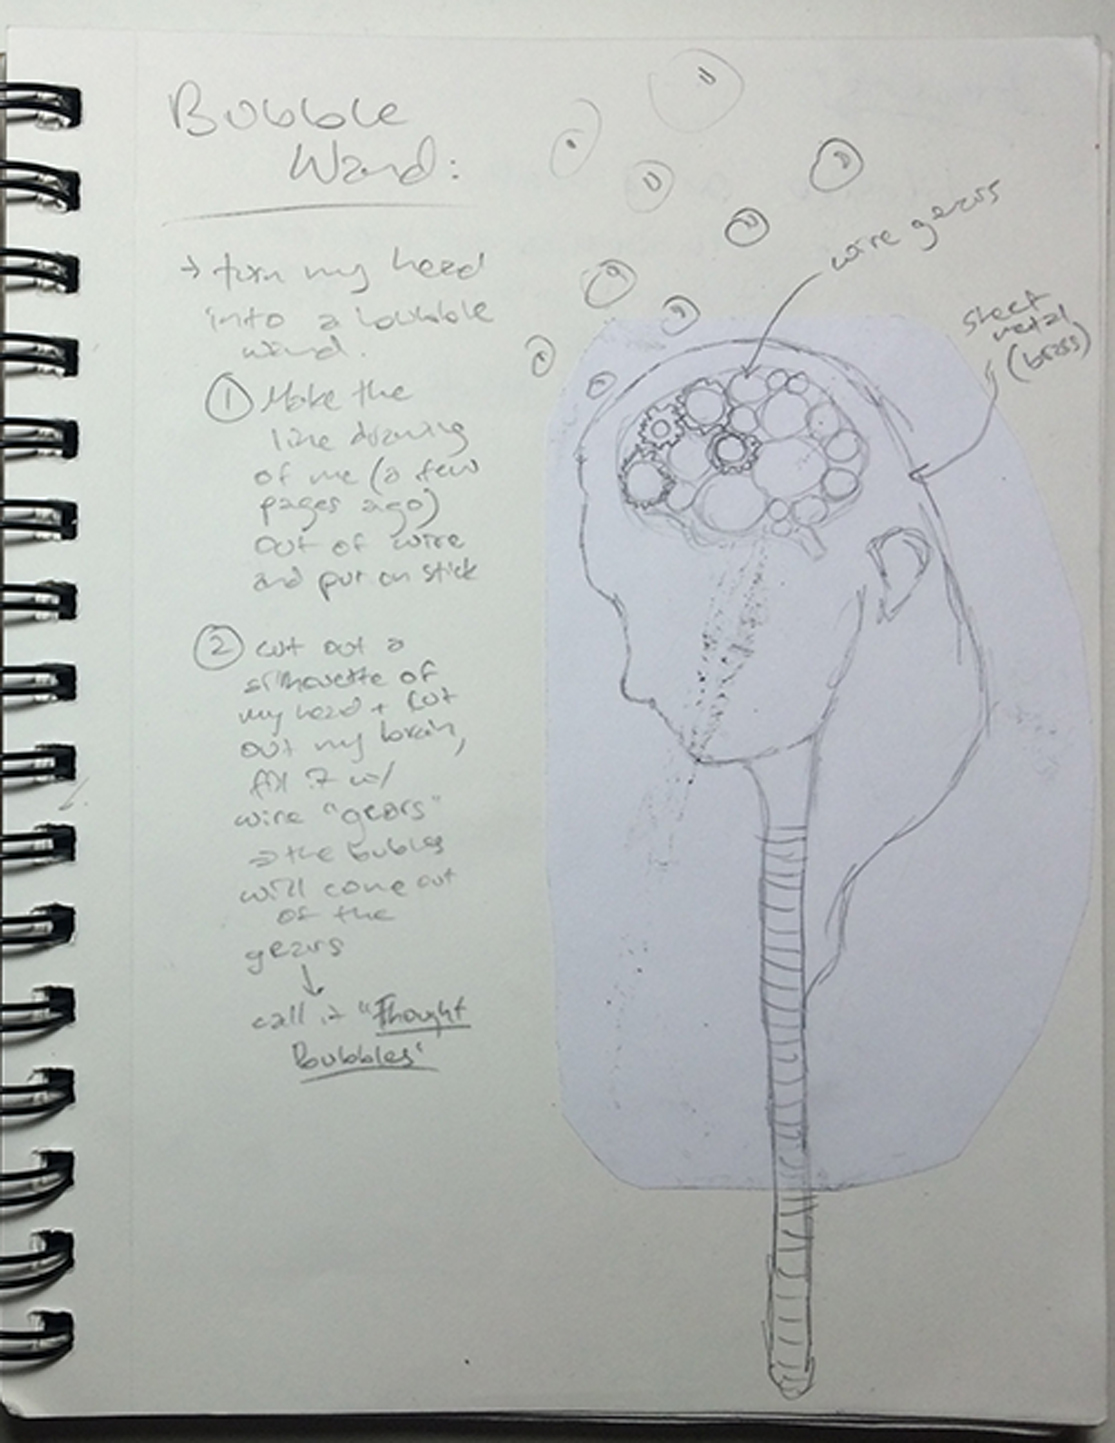 Bubble
Wand:
→ turn my head
into a bubble
wand.
① Make the
line drawing
of me (a few
pages ago)
out of wire
and put on stick
② cut out a
silhouette of
my head + cut
out my brain,
fill it w/
wire "gears"
→ the bubbles
will come out
of the
gears
↓
call it "Thought
Bubbles"
wire gears
sheet
metal
(brass)